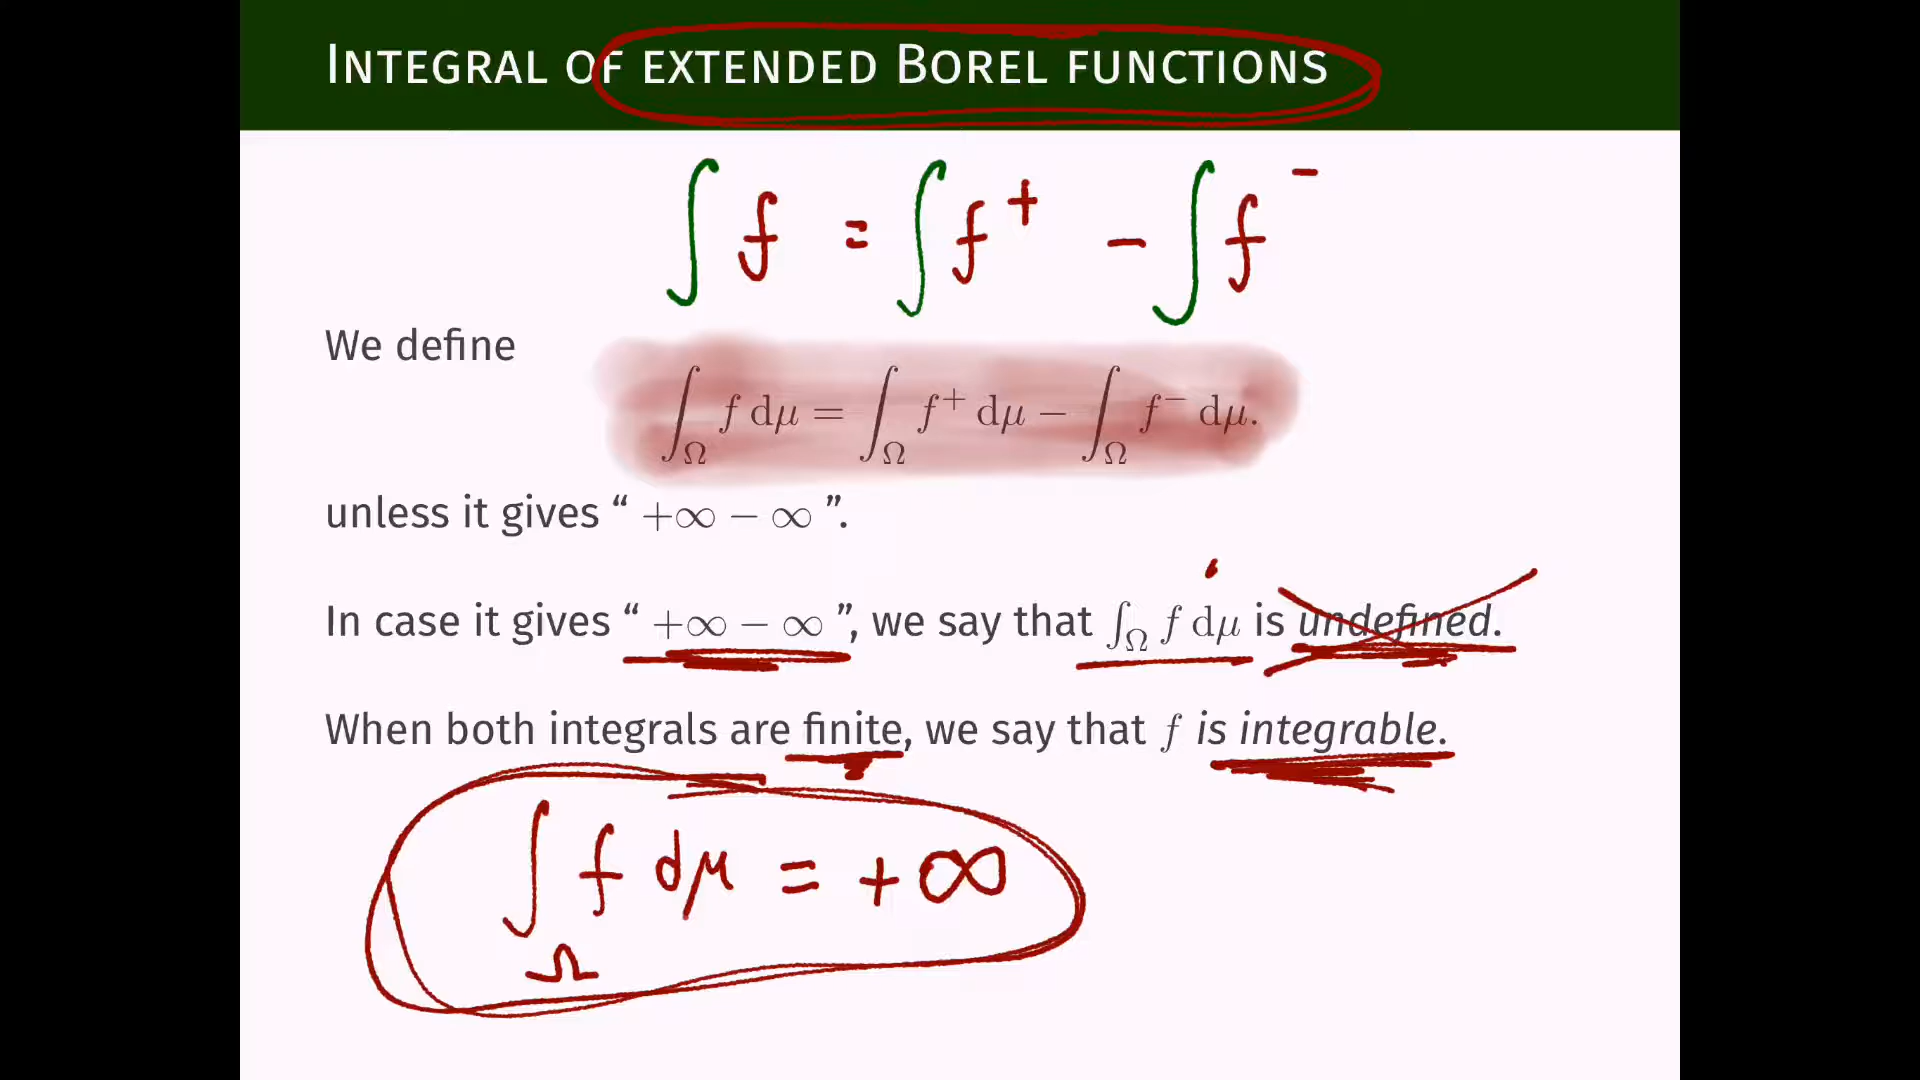 INTEGRAL OF EXTENDED BOREL FUNCTIONS
∫ f = ∫ f⁺ - ∫ f⁻
We define
∫_Ω f dμ = ∫_Ω f⁺ dμ − ∫_Ω f⁻ dμ.
unless it gives “ +∞ − ∞ ”.
In case it gives “ +∞ − ∞ ”, we say that ∫_Ω f dμ is undefined.
When both integrals are finite, we say that f is integrable.
∫_Ω f dμ = +∞